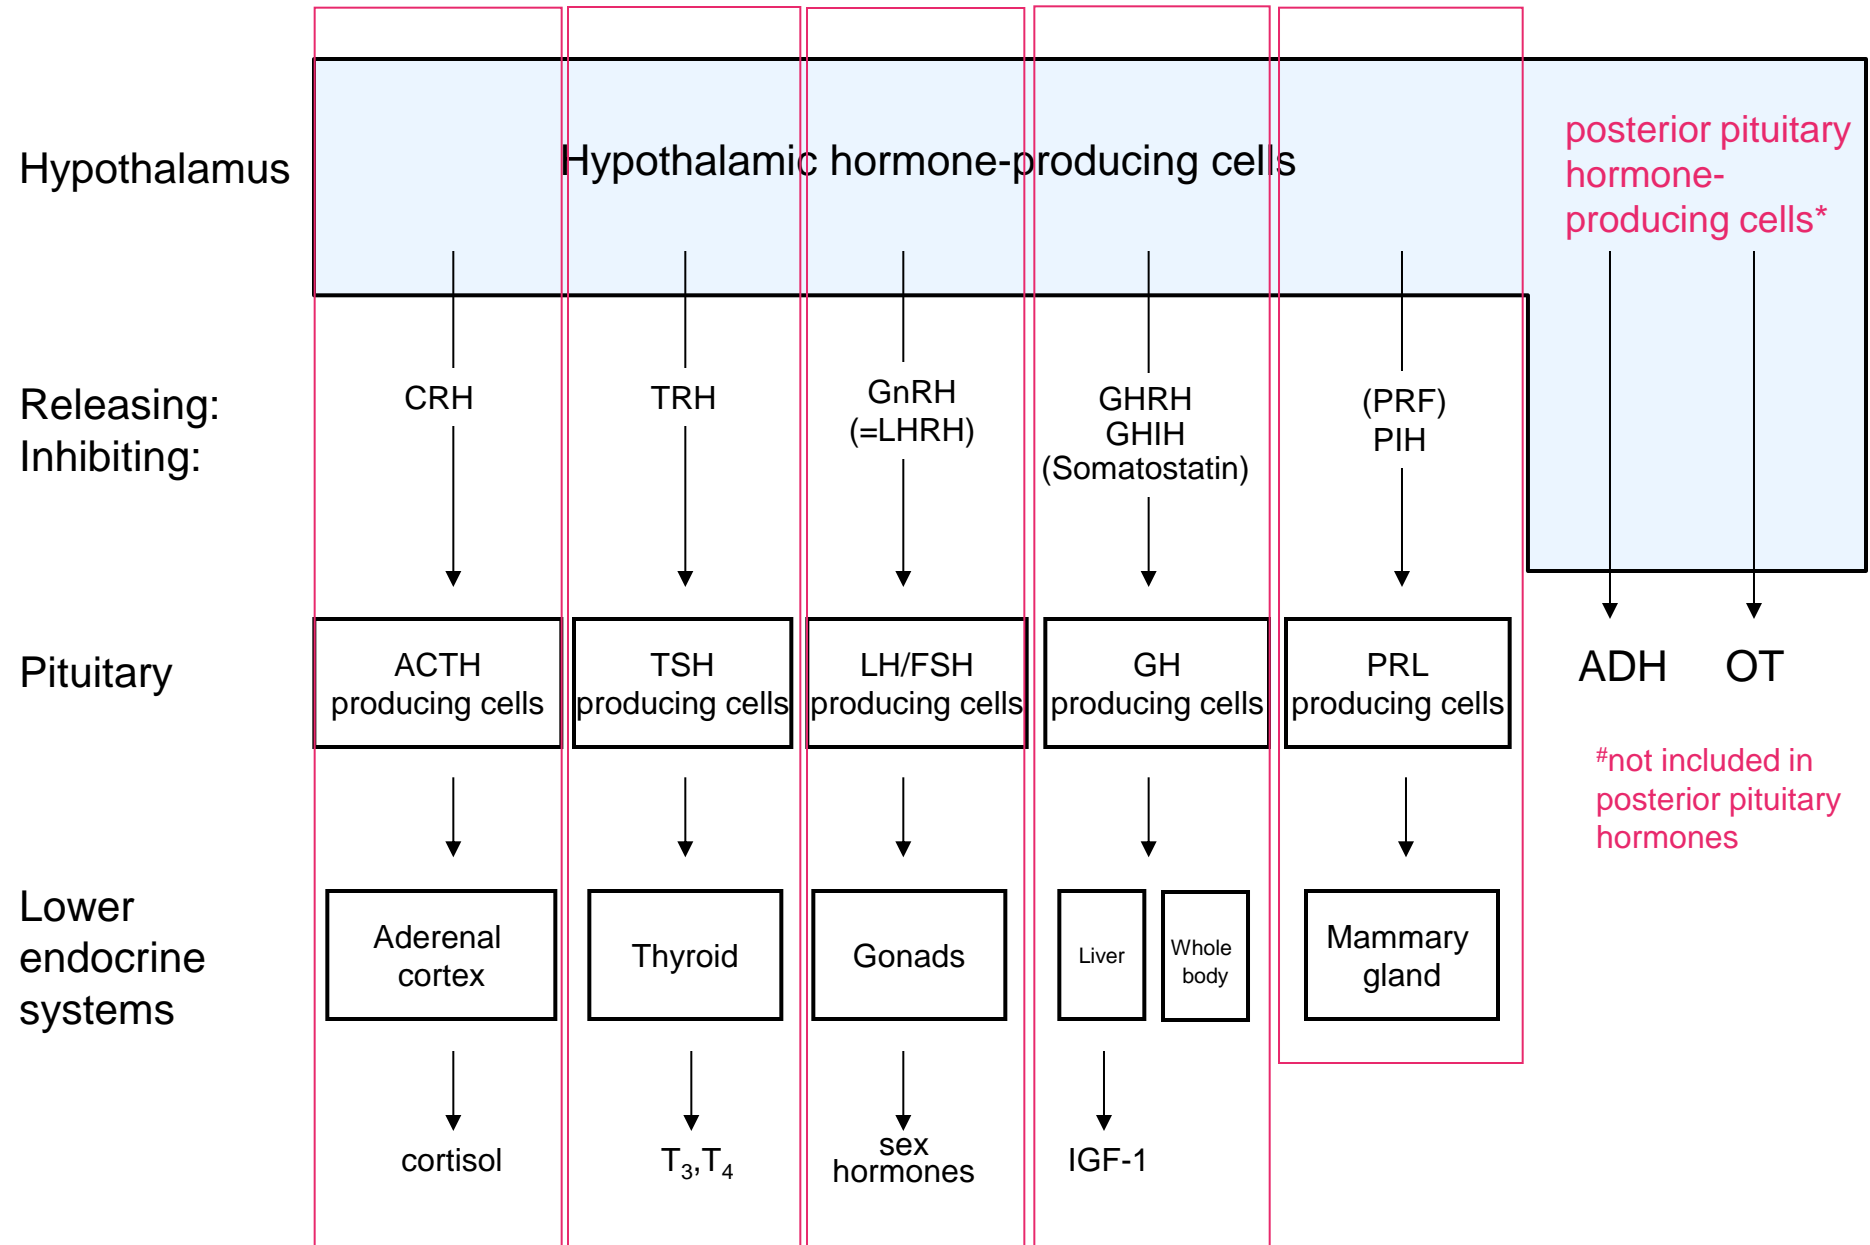 Hypothalamus
Hypothalamic hormone-producing cells
posterior pituitary
hormone-
producing cells*
Releasing:
Inhibiting:
CRH
TRH
GnRH
(=LHRH)
GHRH
GHIH
(Somatostatin)
(PRF)
PIH
Pituitary
ACTH
producing cells
TSH
producing cells
LH/FSH
producing cells
GH
producing cells
PRL
producing cells
ADH
OT
#not included in
posterior pituitary
hormones
Lower
endocrine
systems
Aderenal
cortex
Thyroid
Gonads
Liver
Whole
body
Mammary
gland
cortisol
T3,T4
sex
hormones
IGF-1